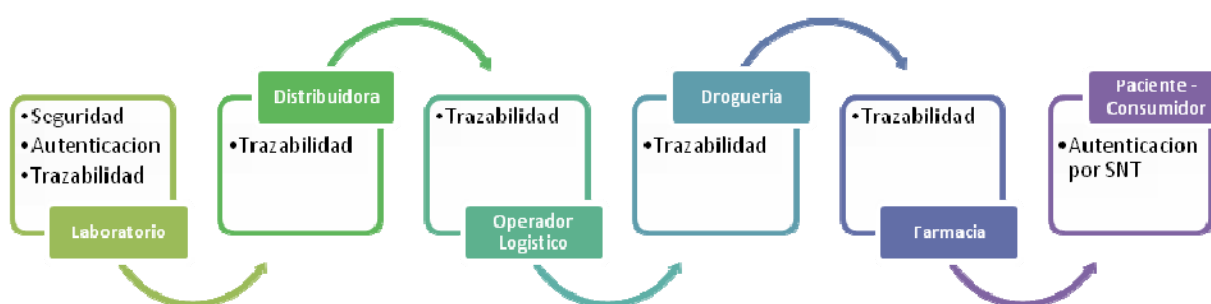 •Seguridad
•Autenticacion
•Trazabilidad
Laboratorio
Distribuidora
•Trazabilidad
•Trazabilidad
Operador
Logistico
Drogueria
•Trazabilidad
•Trazabilidad
Farmacia
Paciente -
Consumidor
•Autenticacion
por SNT